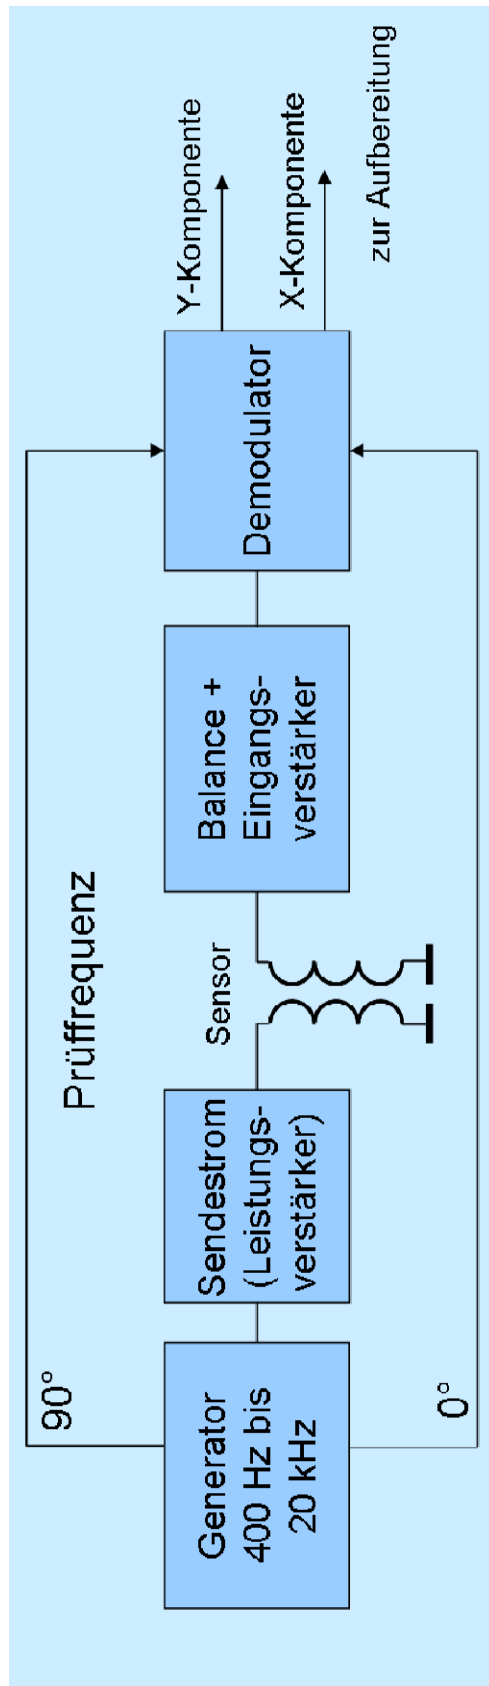 Prüffrequenz
90°
0°
Generator
400 Hz bis
20 kHz
Sendestrom
(Leistungs-
verstärker)
Sensor
Balance +
Eingangs-
verstärker
Demodulator
Y-Komponente
X-Komponente
zur Aufbereitung